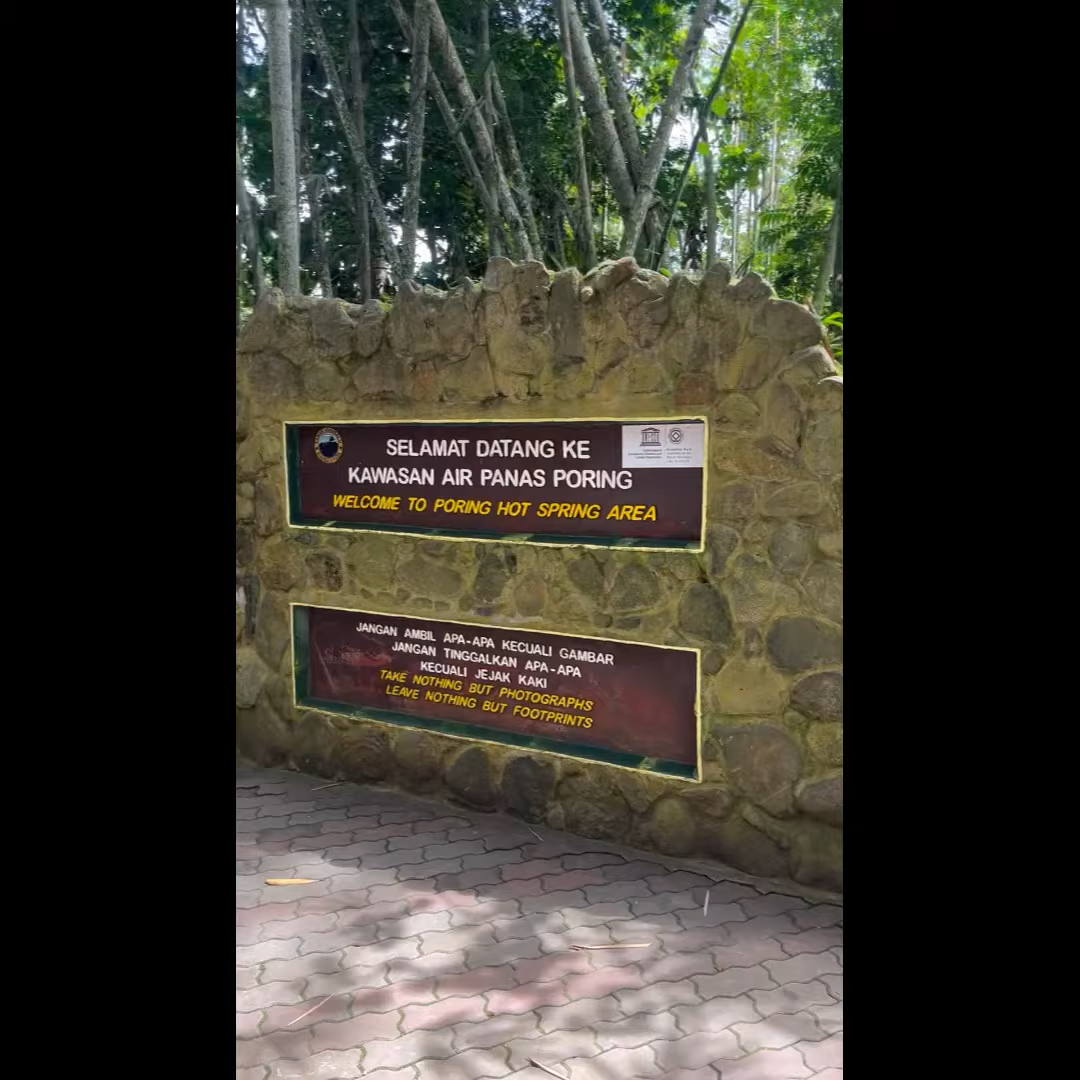 SELAMAT DATANG KE
KAWASAN AIR PANAS PORING
WELCOME TO PORING HOT SPRING AREA
JANGAN AMBIL APA-APA KECUALI GAMBAR
JANGAN TINGGALKAN APA-APA
KECUALI JEJAK KAKI
TAKE NOTHING BUT PHOTOGRAPHS
LEAVE NOTHING BUT FOOTPRINTS